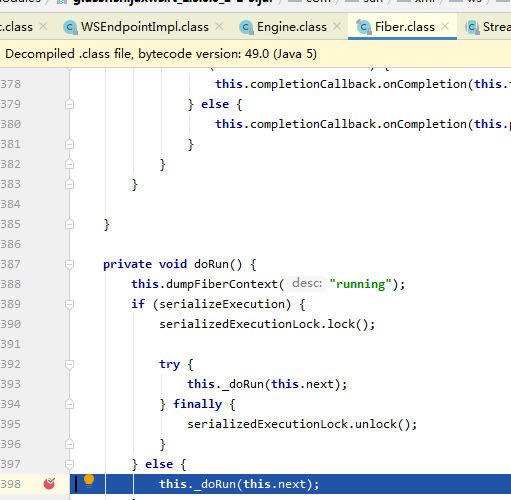 WSEndpointImpl.class Engine.class Fiber.class Strea
Decompiled .class file, bytecode version: 49.0 (Java 5)
378 this.completionCallback.onCompletion(this.
379 } else {
380 this.completionCallback.onCompletion(this.p
381 }
382 }
383 }
384
385 }
386
387 private void doRun() {
388 this.dumpFiberContext( desc: "running");
389 if (serializeExecution) {
390 serializedExecutionLock.lock();
391
392 try {
393 this._doRun(this.next);
394 } finally {
395 serializedExecutionLock.unlock();
396 }
397 } else {
398 this._doRun(this.next);